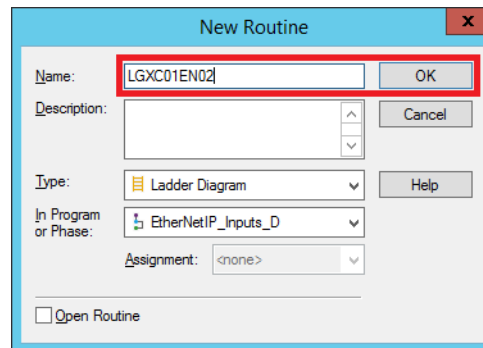 New Routine
x
Name: LGXC01EN02 OK
Description: Cancel
Type: Ladder Diagram Help
In Program
or Phase: EtherNetIP_Inputs_D
Assignment: <none>
Open Routine